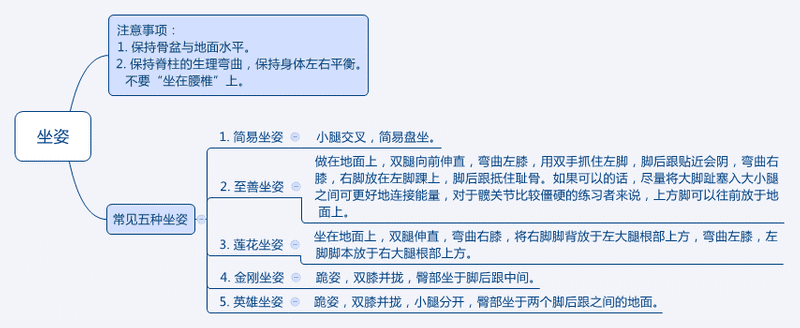 注意事项：
1. 保持骨盆与地面水平。
2. 保持脊柱的生理弯曲，保持身体左右平衡。
不要“坐在腰椎”上。
坐姿
常见五种坐姿
1. 简易坐姿
小腿交叉，简易盘坐。
2. 至善坐姿
做在地面上，双腿向前伸直，弯曲左膝，用双手抓住左脚，脚后跟贴近会阴，弯曲右
膝，右脚放在左脚踝上，脚后跟抵住耻骨。如果可以的话，尽量将大脚趾塞入大小腿
之间可更好地连接能量，对于髋关节比较僵硬的练习者来说，上方脚可以往前放于地
面上。
3. 莲花坐姿
坐在地面上，双腿伸直，弯曲右膝，将右脚脚背放于左大腿根部上方，弯曲左膝，左
脚脚本放于右大腿根部上方。
4. 金刚坐姿
跪姿，双膝并拢，臀部坐于脚后跟中间。
5. 英雄坐姿
跪姿，双膝并拢，小腿分开，臀部坐于两个脚后跟之间的地面。